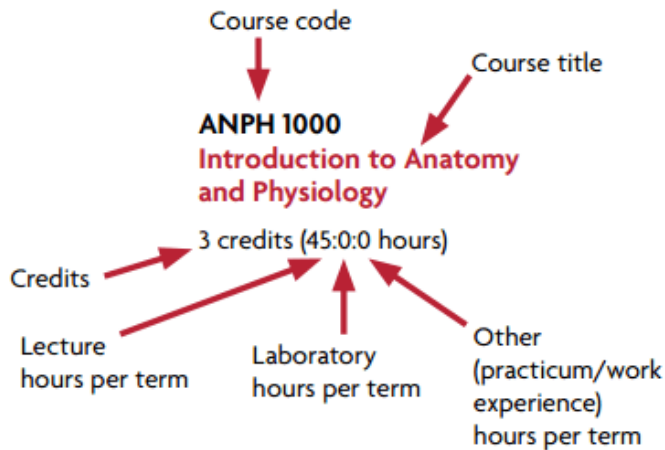 Course code
Course title
ANPH 1000
Introduction to Anatomy
and Physiology
3 credits (45:0:0 hours)
Credits
Lecture
hours per term
Laboratory
hours per term
Other
(practicum/work
experience)
hours per term